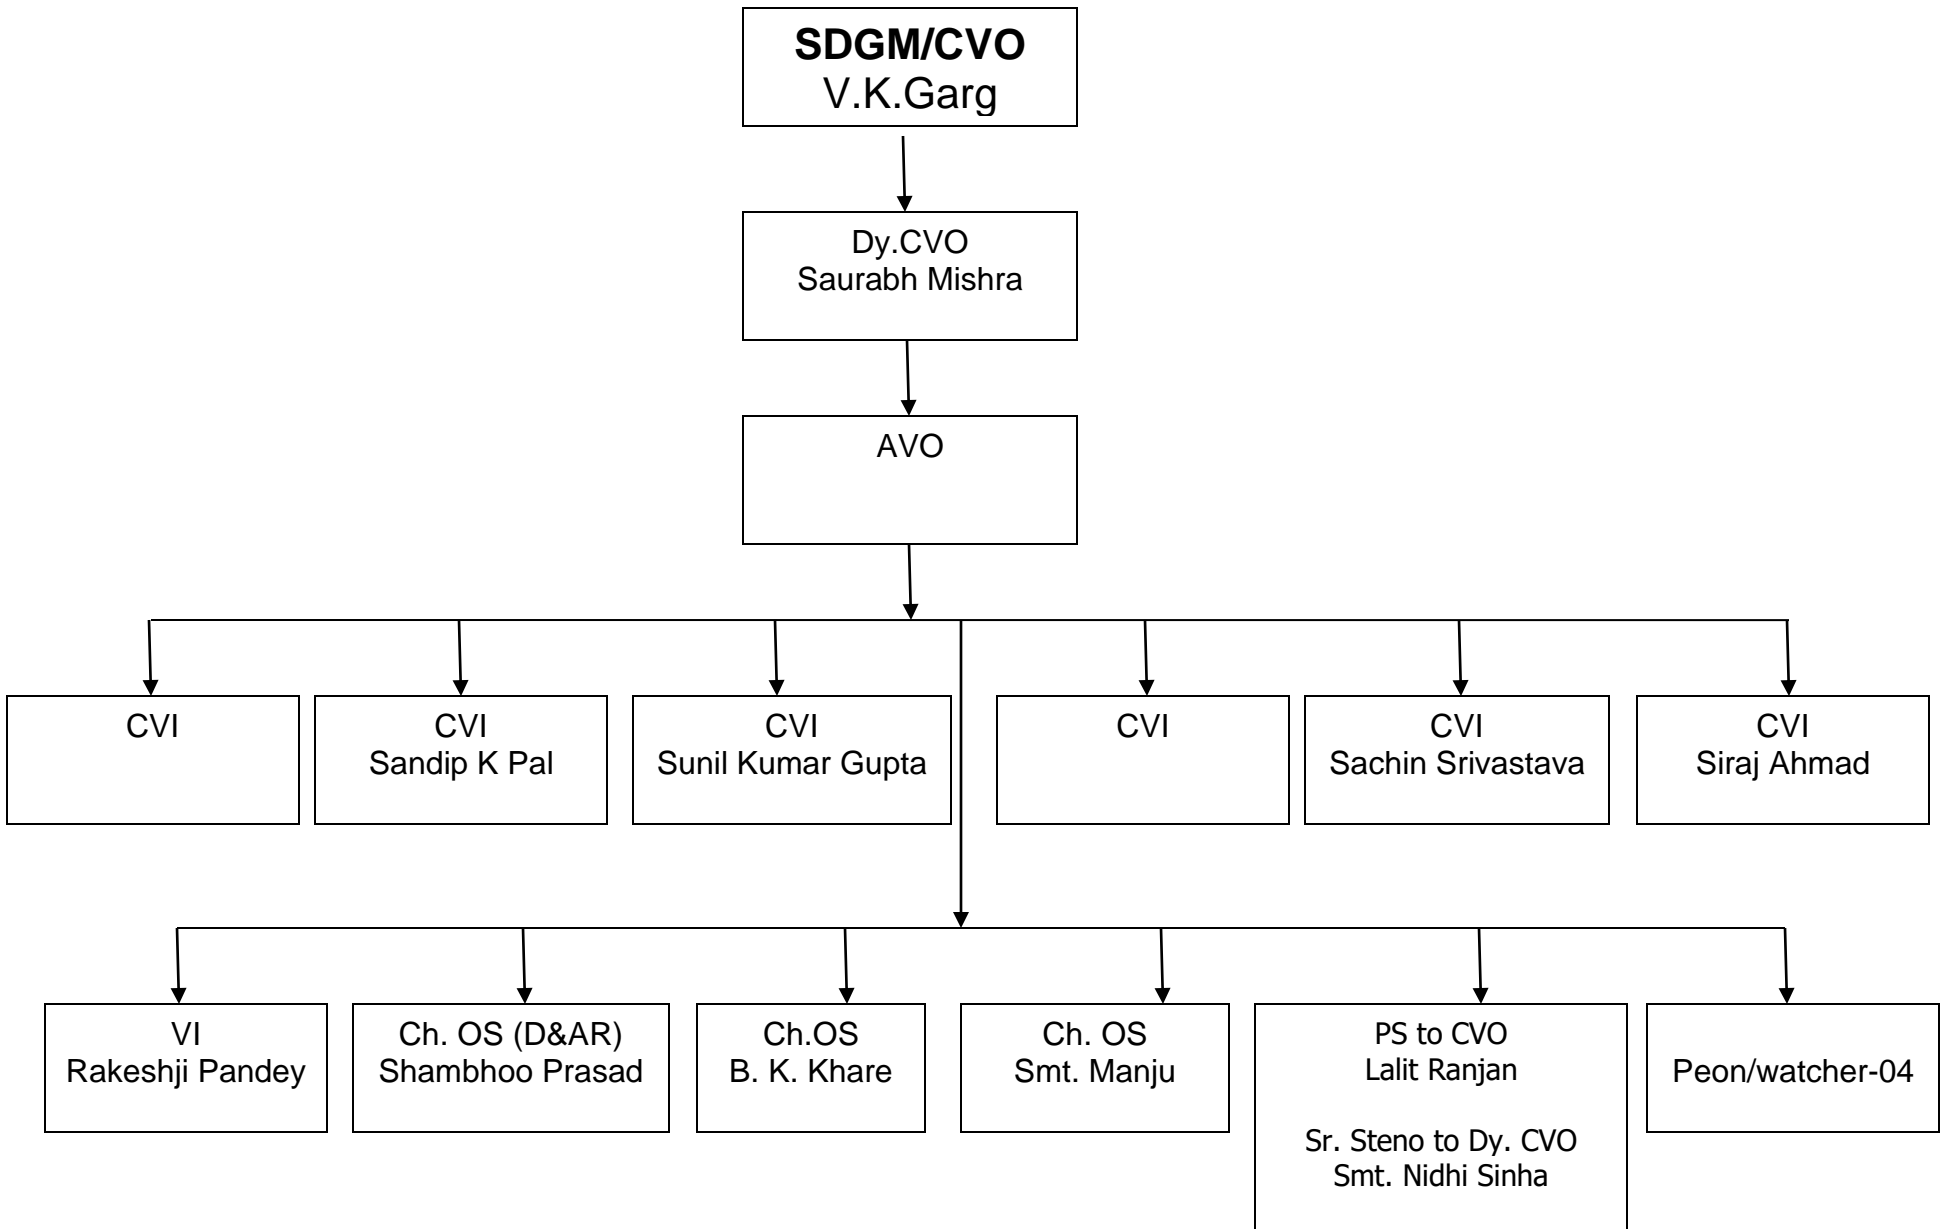 SDGM/CVO
V.K.Garg
Dy.CVO
Saurabh Mishra
AVO
CVI
CVI
Sandip K Pal
CVI
Sunil Kumar Gupta
CVI
CVI
Sachin Srivastava
CVI
Siraj Ahmad
VI
Rakeshji Pandey
Ch. OS (D&AR)
Shambhoo Prasad
Ch.OS
B. K. Khare
Ch. OS
Smt. Manju
PS to CVO
Lalit Ranjan
Sr. Steno to Dy. CVO
Smt. Nidhi Sinha
Peon/watcher-04